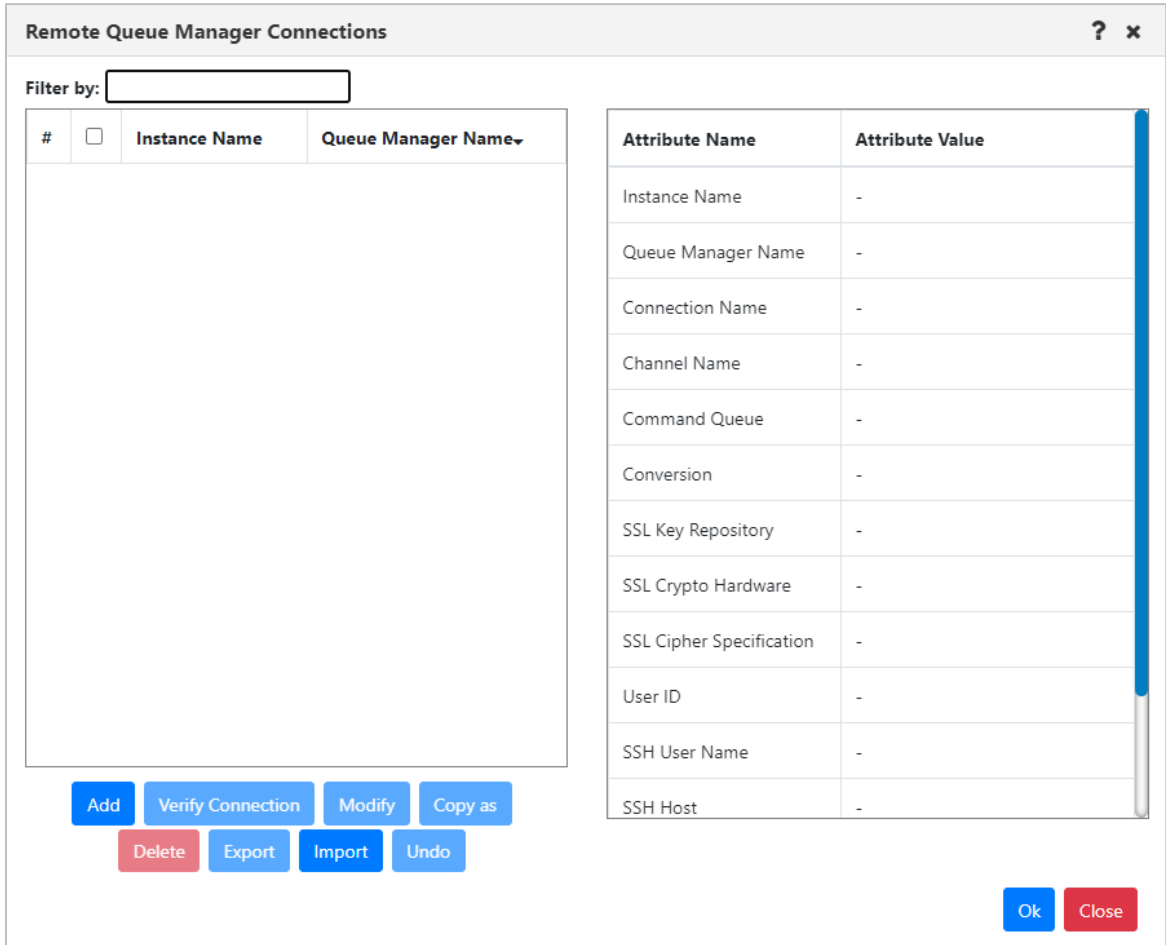 Remote Queue Manager Connections ? ×
Filter by:
# Instance Name Queue Manager Name
Attribute Name Attribute Value
Instance Name -
Queue Manager Name -
Connection Name -
Channel Name -
Command Queue -
Conversion -
SSL Key Repository -
SSL Crypto Hardware -
SSL Cipher Specification -
User ID -
SSH User Name -
SSH Host -
Add Verify Connection Modify Copy as
Delete Export Import Undo
Ok Close